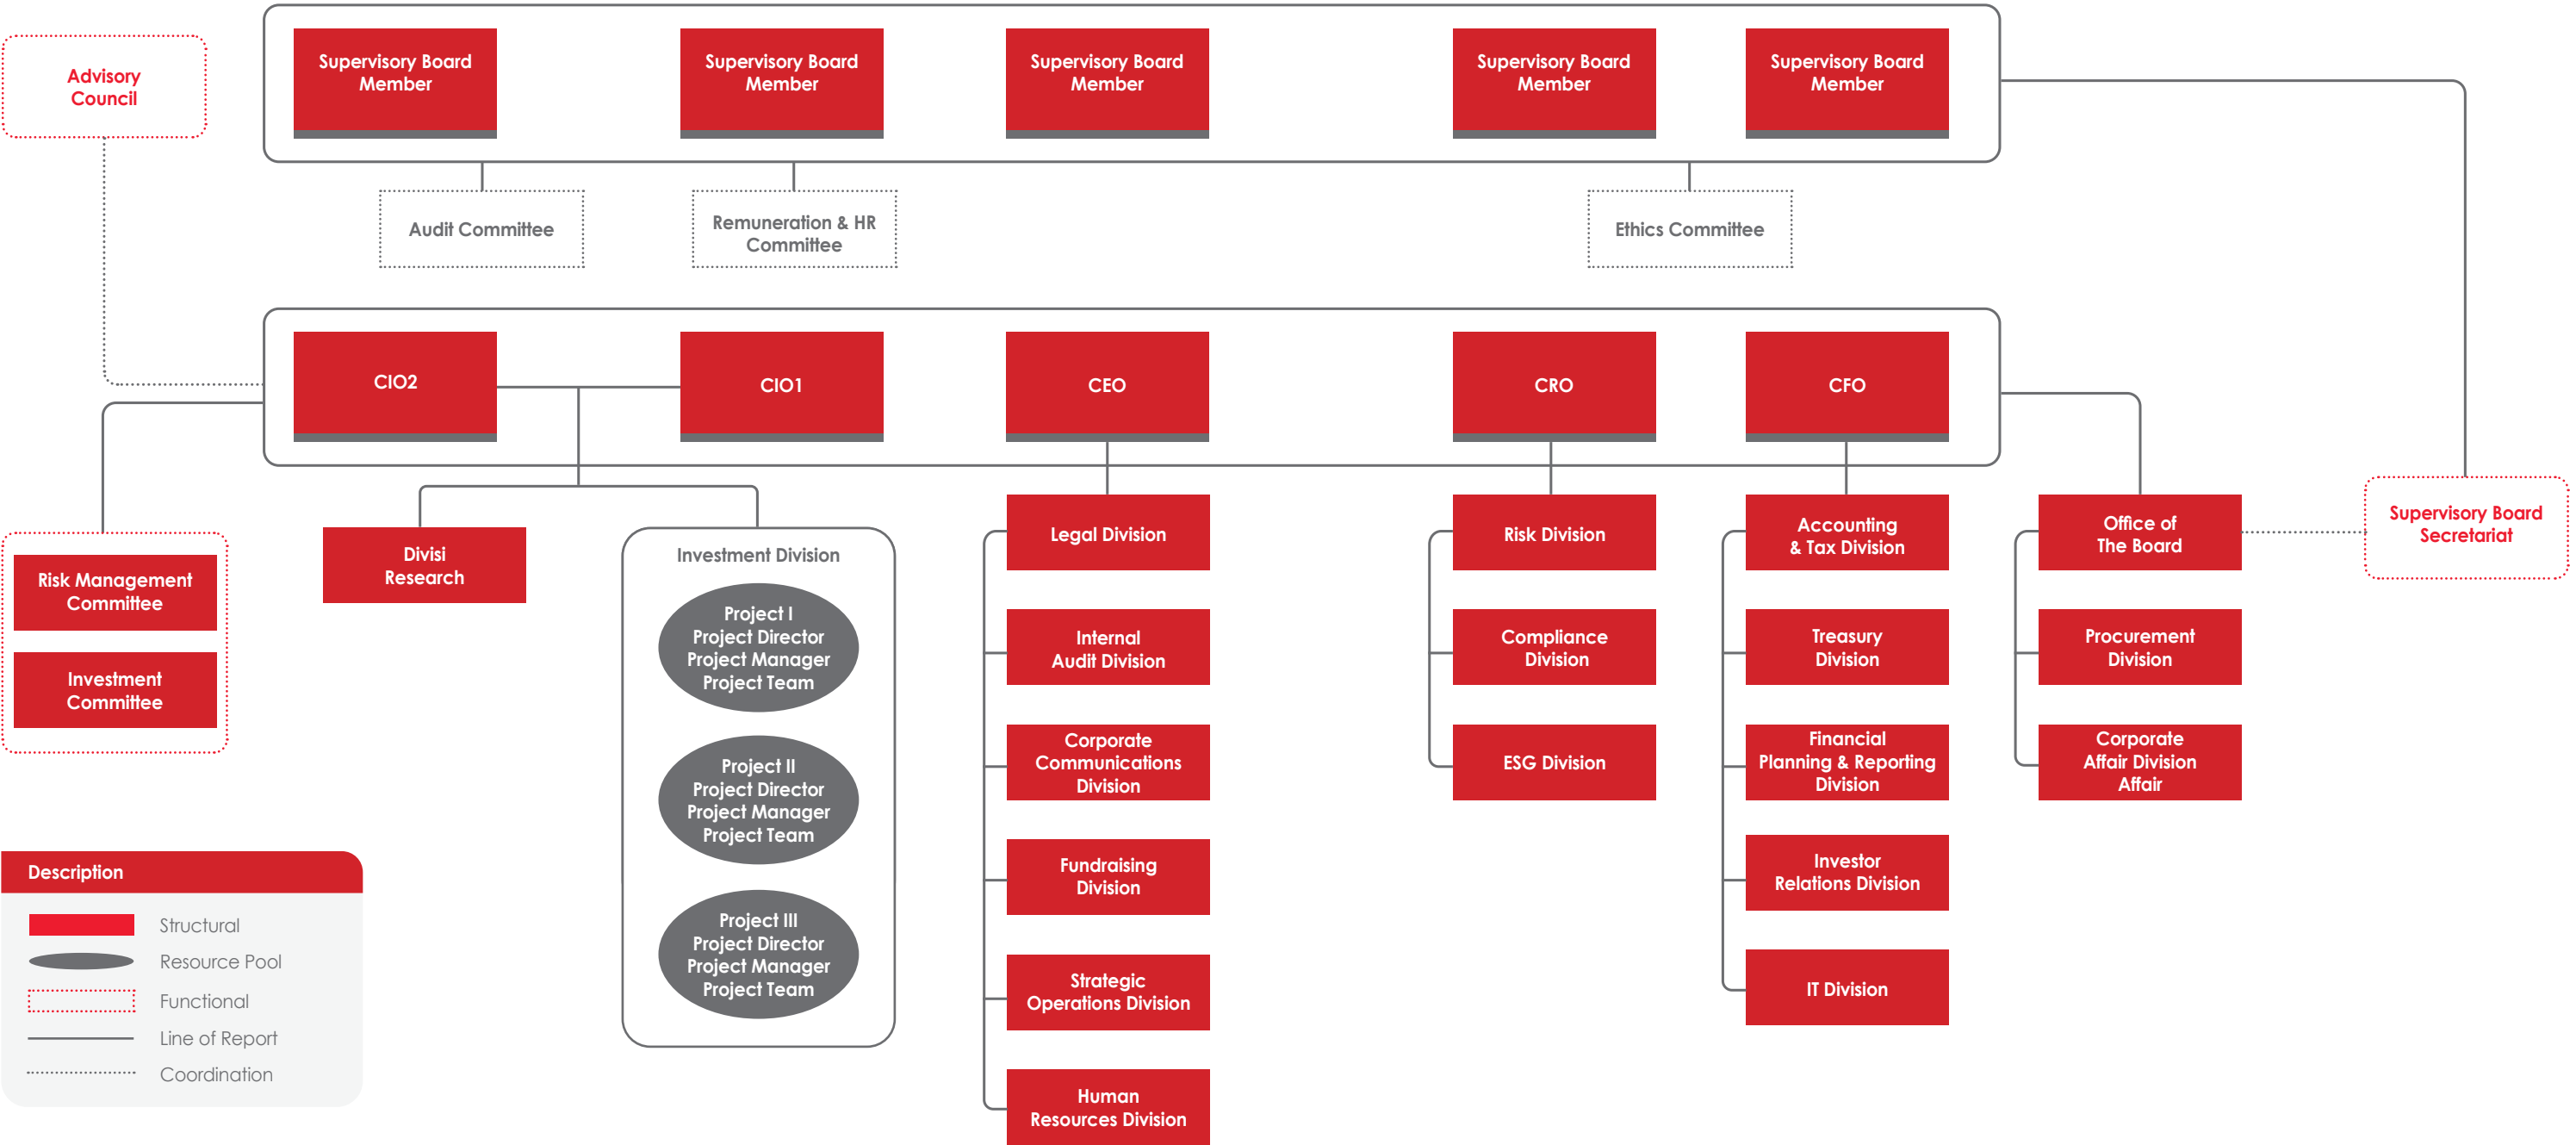 Advisory
Council
Supervisory Board
Member
Supervisory Board
Member
Supervisory Board
Member
Supervisory Board
Member
Supervisory Board
Member
Audit Committee
Remuneration & HR
Committee
Ethics Committee
CIO2
CIO1
CEO
CRO
CFO
Risk Management
Committee
Investment
Committee
Divisi
Research
Investment Division
Project I
Project Director
Project Manager
Project Team
Project II
Project Director
Project Manager
Project Team
Project III
Project Director
Project Manager
Project Team
Legal Division
Internal
Audit Division
Corporate
Communications
Division
Fundraising
Division
Strategic
Operations Division
Human
Resources Division
Risk Division
Compliance
Division
ESG Division
Accounting
& Tax Division
Treasury
Division
Financial
Planning & Reporting
Division
Investor
Relations Division
IT Division
Office of
The Board
Procurement
Division
Corporate
Affair Division
Affair
Supervisory Board
Secretariat
Description
Structural
Resource Pool
Functional
Line of Report
Coordination